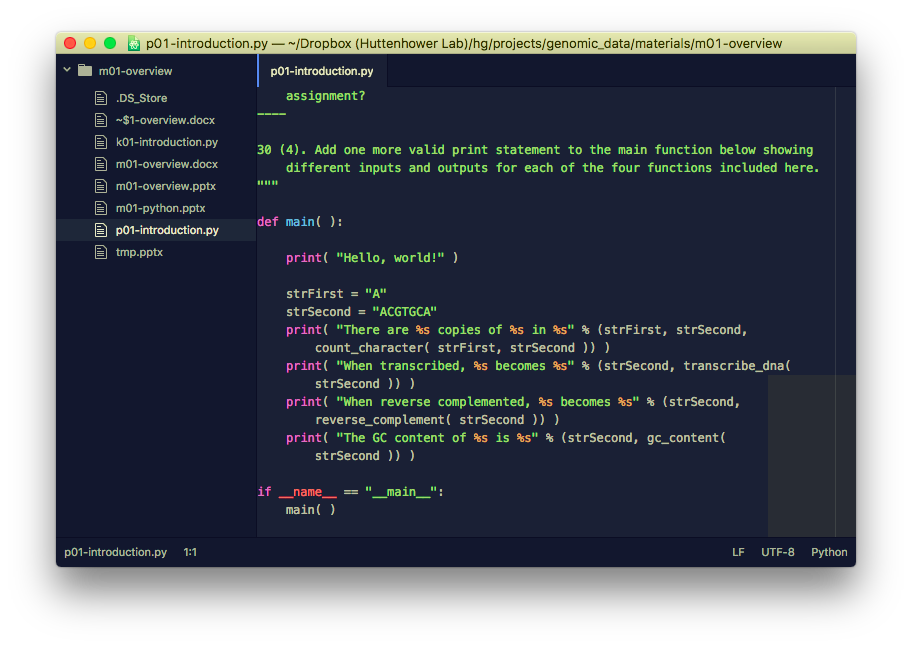 p01-introduction.py — ~/Dropbox (Huttenhower Lab)/hg/projects/genomic_data/materials/m01-overview
m01-overview
.DS_Store
~$1-overview.docx
k01-introduction.py
m01-overview.docx
m01-overview.pptx
m01-python.pptx
p01-introduction.py
tmp.pptx
p01-introduction.py
assignment?
----
30 (4). Add one more valid print statement to the main function below showing
different inputs and outputs for each of the four functions included here.
"""
def main( ):
print( "Hello, world!" )
strFirst = "A"
strSecond = "ACGTGCA"
print( "There are %s copies of %s in %s" % (strFirst, strSecond,
count_character( strFirst, strSecond )) )
print( "When transcribed, %s becomes %s" % (strSecond, transcribe_dna(
strSecond )) )
print( "When reverse complemented, %s becomes %s" % (strSecond,
reverse_complement( strSecond )) )
print( "The GC content of %s is %s" % (strSecond, gc_content(
strSecond )) )
if __name__ == "__main__":
main( )
p01-introduction.py 1:1 LF UTF-8 Python